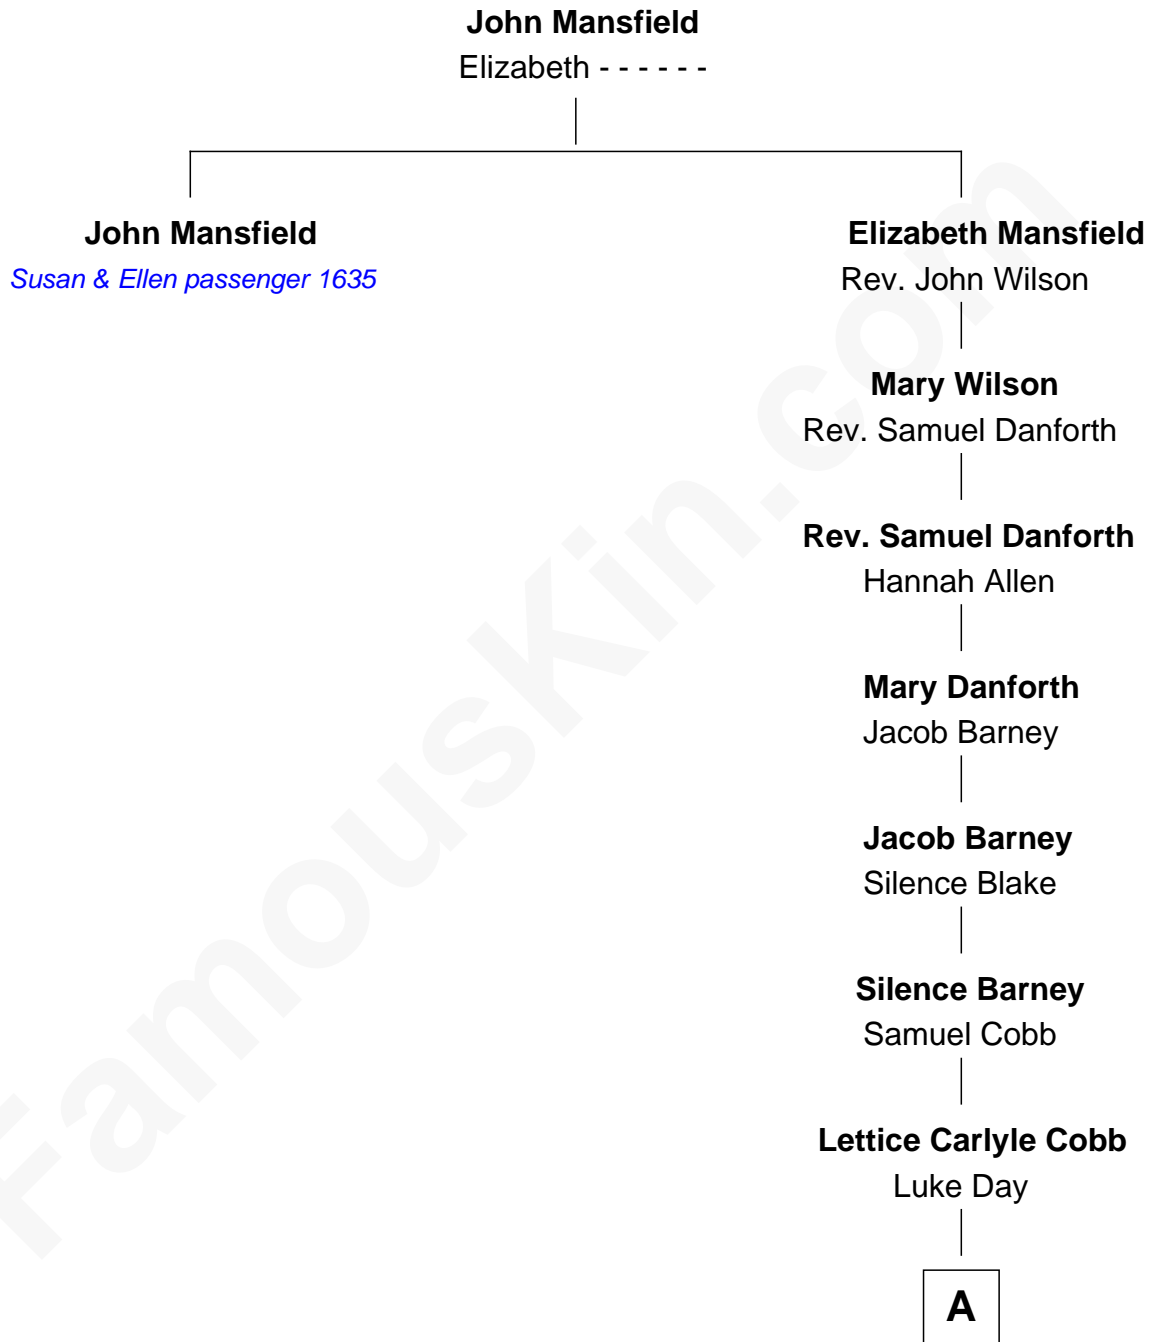 John Mansfield
Elizabeth - - - - - -
John Mansfield
Susan & Ellen passenger 1635
Elizabeth Mansfield
Rev. John Wilson
Mary Wilson
Rev. Samuel Danforth
Rev. Samuel Danforth
Hannah Allen
Mary Danforth
Jacob Barney
Jacob Barney
Silence Blake
Silence Barney
Samuel Cobb
Lettice Carlyle Cobb
Luke Day
A
FamousKin.com